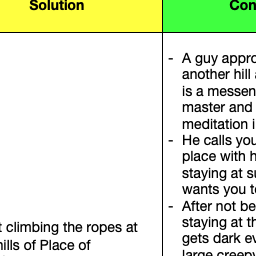 Solution
Con
- A guy appro
another hill
is a messen
master and
meditation i
- He calls you
place with h
staying at su
wants you t
- After not be
staying at th
gets dark ev
large creepy
t climbing the ropes at
hills of Place of